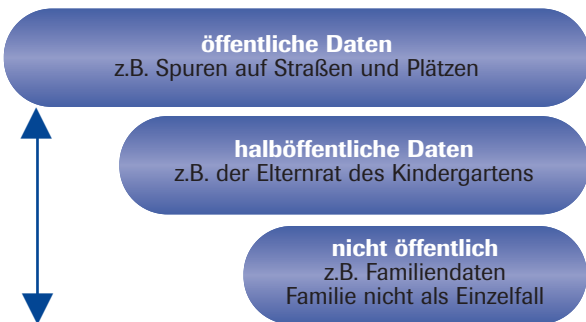 öffentliche Daten
z.B. Spuren auf Straßen und Plätzen
halböffentliche Daten
z.B. der Elternrat des Kindergartens
nicht öffentlich
z.B. Familiendaten
Familie nicht als Einzelfall